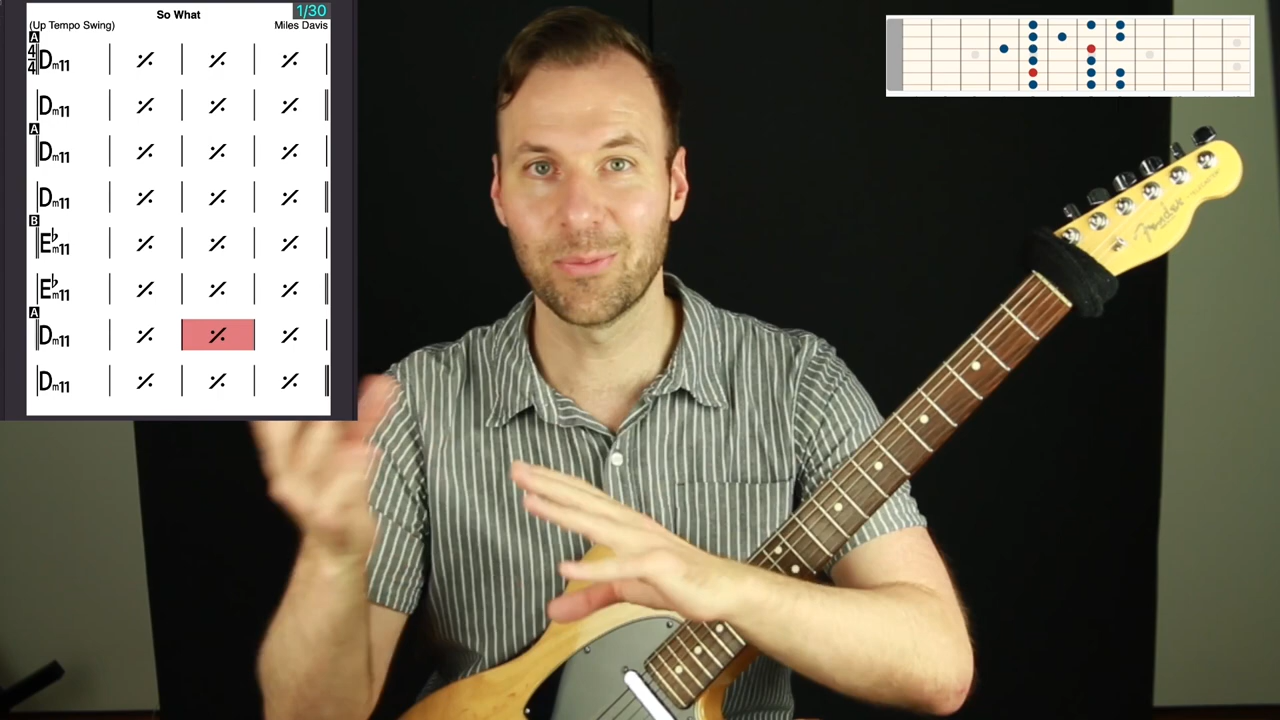 1/30
So What
(Up Tempo Swing) Miles Davis
A
4/4 Dm11
Dm11
A
Dm11
Dm11
B
E♭m11
E♭m11
A
Dm11
Dm11
Fender